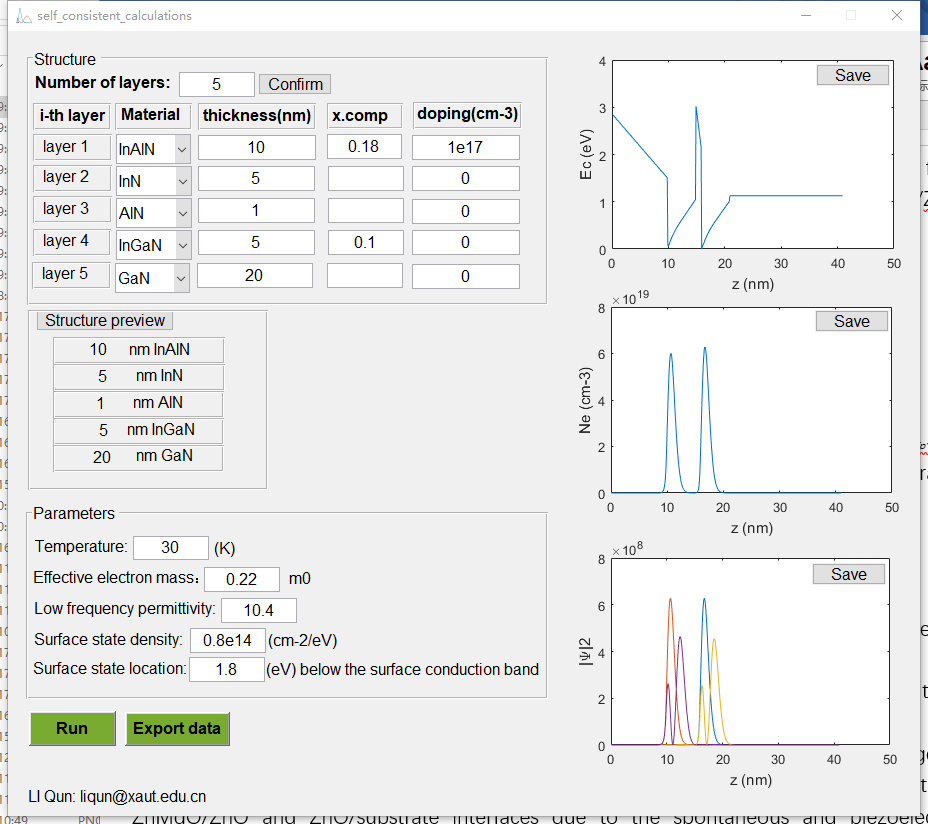 self_consistent_calculations
Structure
Number of layers: 5 Confirm
i-th layer Material thickness(nm) x.comp doping(cm-3)
layer 1 InAlN 10 0.18 1e17
layer 2 InN 5 0
layer 3 AlN 1 0
layer 4 InGaN 5 0.1 0
layer 5 GaN 20 0
Structure preview
10 nm InAlN
5 nm InN
1 nm AlN
5 nm InGaN
20 nm GaN
Parameters
Temperature: 30 (K)
Effective electron mass: 0.22 m0
Low frequency permittivity: 10.4
Surface state density: 0.8e14 (cm-2/eV)
Surface state location: 1.8 (eV) below the surface conduction band
Run Export data
LI Qun: liqun@xaut.edu.cn
Save
Ec (eV)
4
3
2
1
0
0 10 20 30 40 50
z (nm)
× 10^19
Save
Ne (cm-3)
8
6
4
2
0
0 10 20 30 40 50
z (nm)
× 10^8
Save
|Ψ|2
8
6
4
2
0
0 10 20 30 40 50
z (nm)
10:49 PNG ZnMgO/ZnO and ZnO/substrate interfaces due to the spontaneous and piezoelec